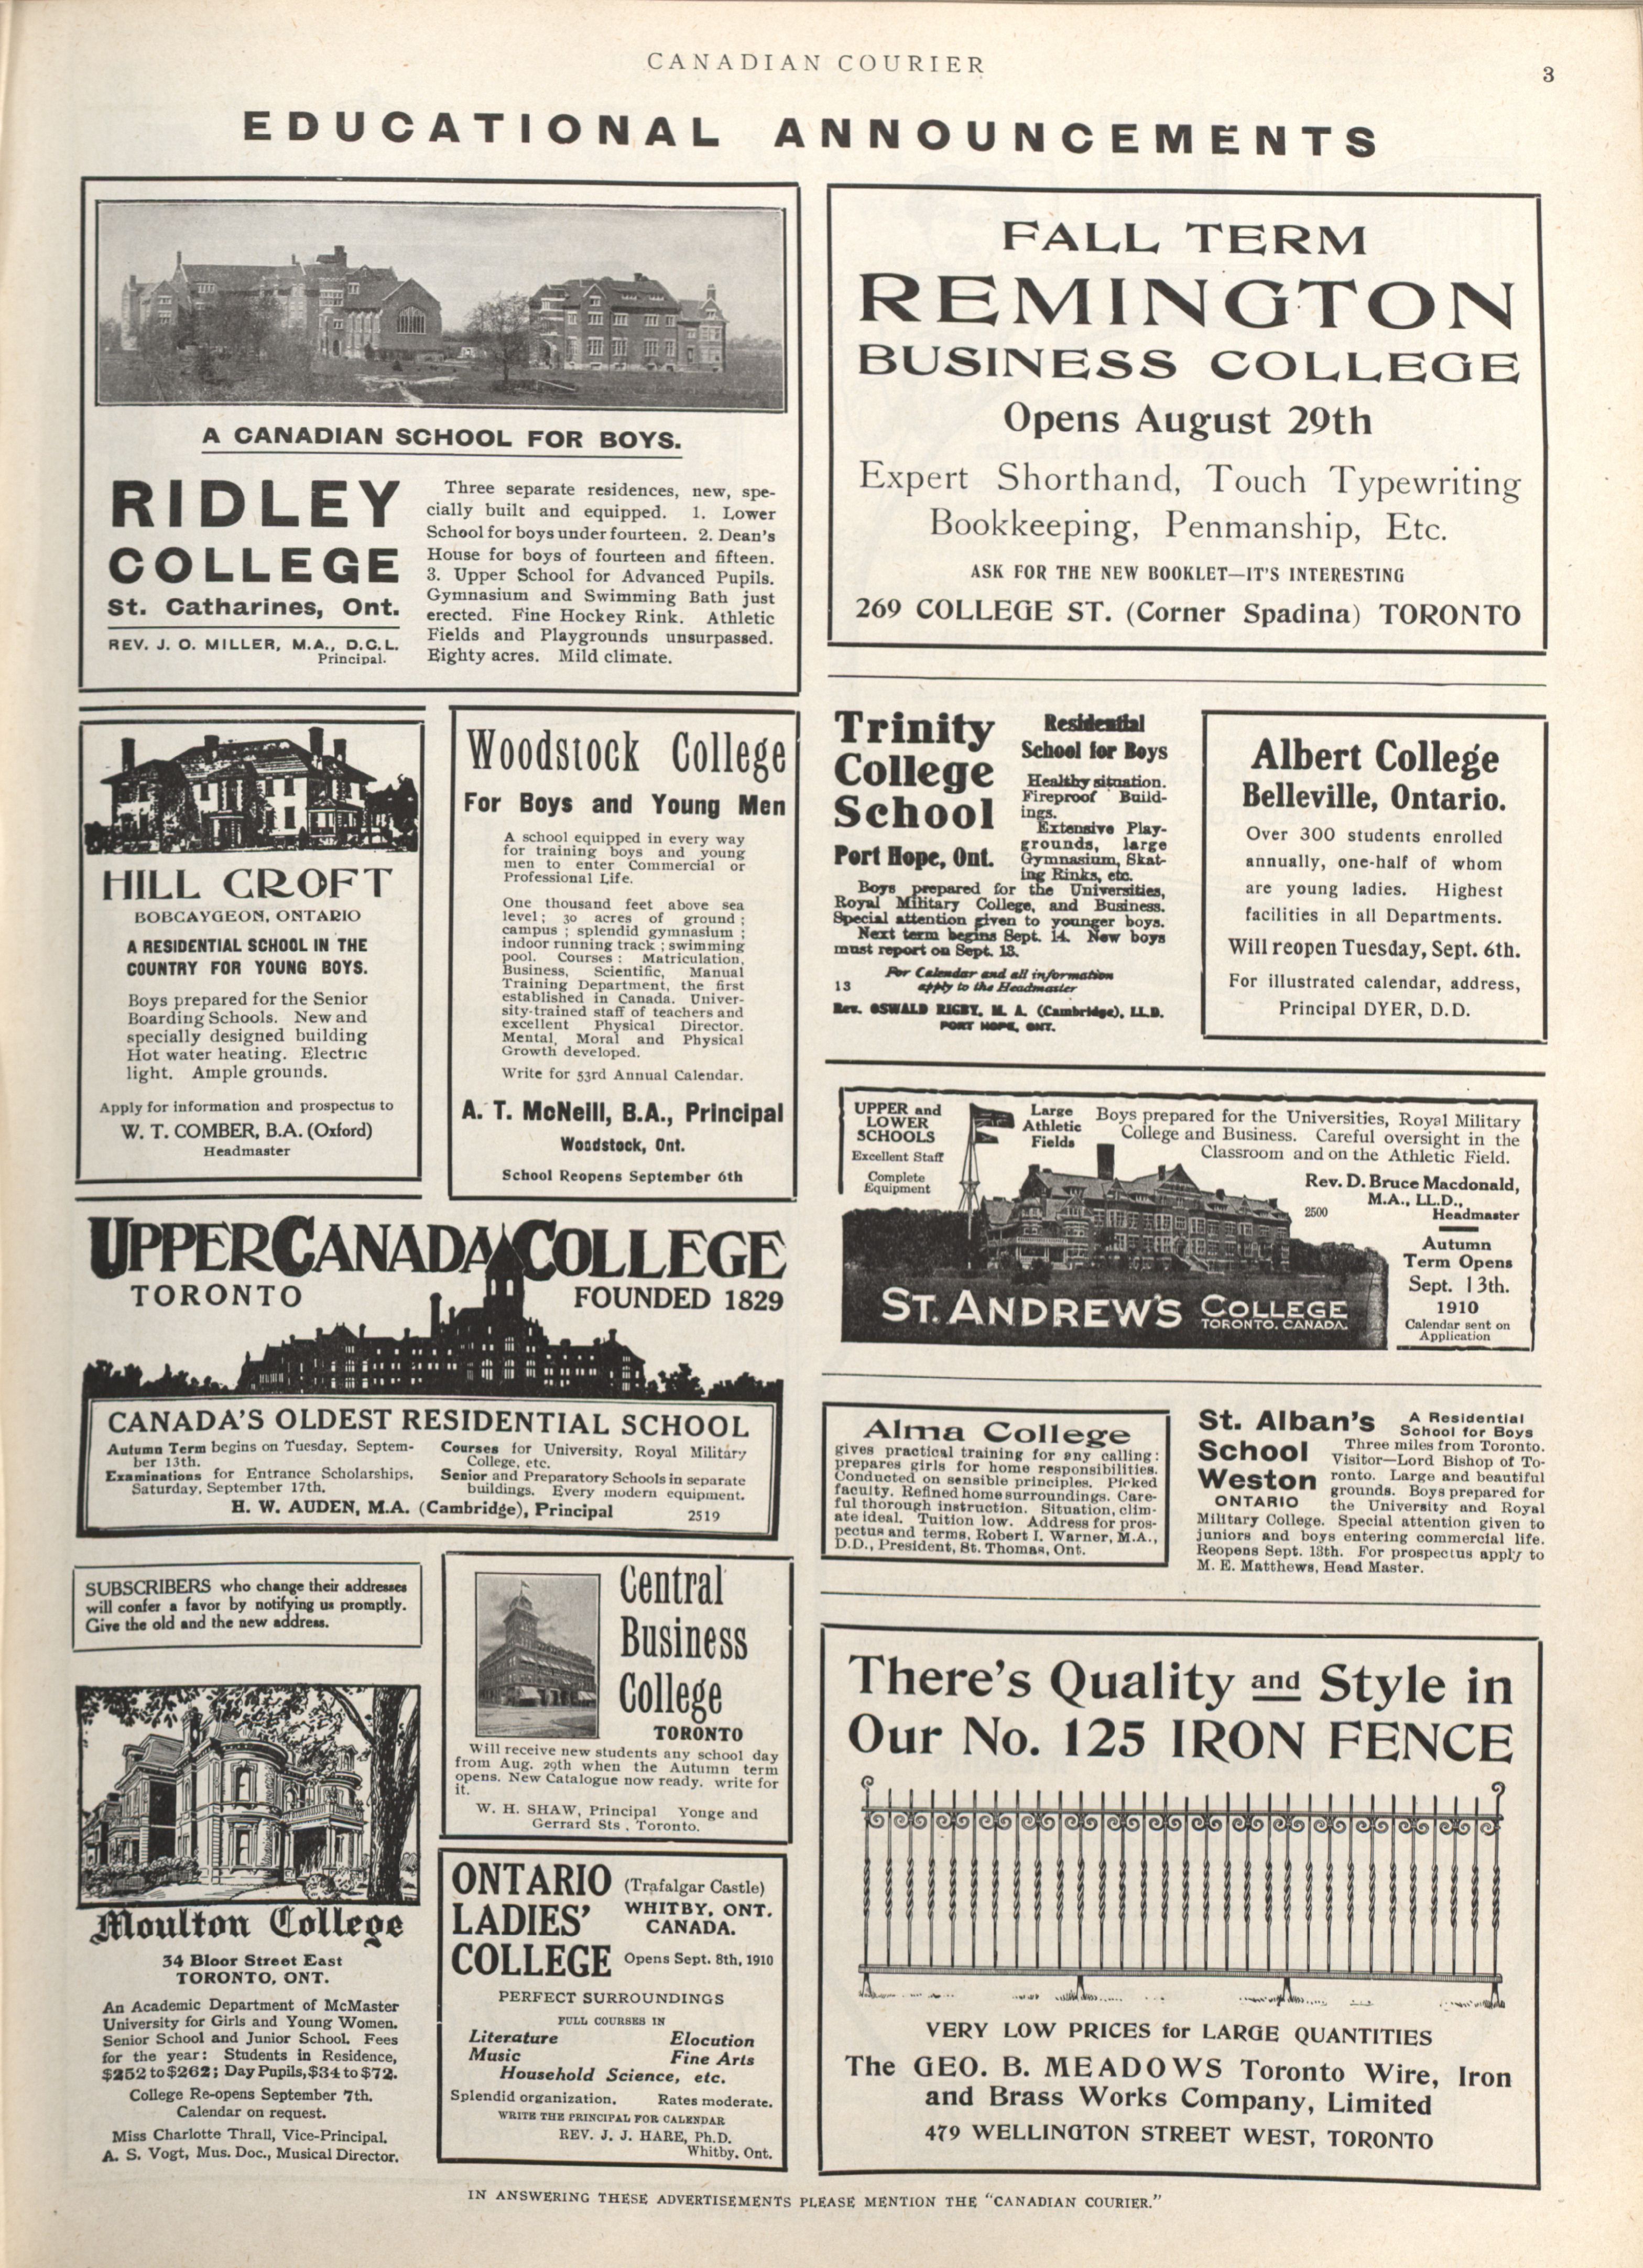 CANADIAN COURIER
3
EDUCATIONAL ANNOUNCEMENTS
A CANADIAN SCHOOL FOR BOYS.
RIDLEY
COLLEGE
St. Catharines, Ont.
REV. J. O. MILLER, M.A., D.C.L.
Principal.
Three separate residences, new, spe-
cially built and equipped. 1. Lower
School for boys under fourteen. 2. Dean's
House for boys of fourteen and fifteen.
3. Upper School for Advanced Pupils.
Gymnasium and Swimming Bath just
erected. Fine Hockey Rink. Athletic
Fields and Playgrounds unsurpassed.
Eighty acres. Mild climate.
FALL TERM
REMINGTON
BUSINESS COLLEGE
Opens August 29th
Expert Shorthand, Touch Typewriting
Bookkeeping, Penmanship, Etc.
ASK FOR THE NEW BOOKLET—IT'S INTERESTING
269 COLLEGE ST. (Corner Spadina) TORONTO
HILL CROFT
BOBCAYGEON, ONTARIO
A RESIDENTIAL SCHOOL IN THE
COUNTRY FOR YOUNG BOYS.
Boys prepared for the Senior
Boarding Schools. New and
specially designed building
Hot water heating. Electric
light. Ample grounds.
Apply for information and prospectus to
W. T. COMBER, B.A. (Oxford)
Headmaster
Woodstock College
For Boys and Young Men
A school equipped in every way
for training boys and young
men to enter Commercial or
Professional Life.
One thousand feet above sea
level; 30 acres of ground;
campus; splendid gymnasium;
indoor running track; swimming
pool. Courses: Matriculation,
Business, Scientific, Manual
Training Department, the first
established in Canada. Univer-
sity-trained staff of teachers and
excellent Physical Director.
Mental, Moral and Physical
Growth developed.
Write for 53rd Annual Calendar.
A. T. McNeill, B.A., Principal
Woodstock, Ont.
School Reopens September 6th
Trinity
College
School
Port Hope, Ont.
Residential
School for Boys
Healthy situation.
Fireproof Build-
ings.
Extensive Play-
grounds, large
Gymnasium, Skat-
ing Rinks, etc.
Boys prepared for the Universities,
Royal Military College, and Business.
Special attention given to younger boys.
Next term begins Sept. 14. New boys
must report on Sept. 13.
For Calendar and all information
13 apply to the Headmaster
Rev. OSWALD RIGBY, M. A. (Cambridge), LL.D.
PORT HOPE, ONT.
Albert College
Belleville, Ontario.
Over 300 students enrolled
annually, one-half of whom
are young ladies. Highest
facilities in all Departments.
Will reopen Tuesday, Sept. 6th.
For illustrated calendar, address,
Principal DYER, D.D.
UPPER and
LOWER
SCHOOLS
Excellent Staff
Complete
Equipment
Large
Athletic
Fields
Boys prepared for the Universities, Royal Military
College and Business. Careful oversight in the
Classroom and on the Athletic Field.
Rev. D. Bruce Macdonald,
M.A., LL.D.,
2500 Headmaster
Autumn
Term Opens
Sept. 13th.
1910
Calendar sent on
Application
ST. ANDREW'S COLLEGE
TORONTO, CANADA.
UPPER CANADA COLLEGE
TORONTO FOUNDED 1829
CANADA'S OLDEST RESIDENTIAL SCHOOL
Autumn Term begins on Tuesday, Septem-
ber 13th.
Examinations for Entrance Scholarships,
Saturday, September 17th.
Courses for University, Royal Military
College, etc.
Senior and Preparatory Schools in separate
buildings. Every modern equipment.
H. W. AUDEN, M.A. (Cambridge), Principal 2519
Alma College
gives practical training for any calling:
prepares girls for home responsibilities.
Conducted on sensible principles. Picked
faculty. Refined home surroundings. Care-
ful thorough instruction. Situation, clim-
ate ideal. Tuition low. Address for pros-
pectus and terms, Robert I. Warner, M.A.,
D.D., President, St. Thomas, Ont.
St. Alban's
School
Weston
ONTARIO
A Residential
School for Boys
Three miles from Toronto.
Visitor—Lord Bishop of To-
ronto. Large and beautiful
grounds. Boys prepared for
the University and Royal
Military College. Special attention given to
juniors and boys entering commercial life.
Reopens Sept. 13th. For prospectus apply to
M. E. Matthews, Head Master.
SUBSCRIBERS who change their addresses
will confer a favor by notifying us promptly.
Give the old and the new address.
Central
Business
College
TORONTO
Will receive new students any school day
from Aug. 29th when the Autumn term
opens. New Catalogue now ready. write for
it.
W. H. SHAW, Principal Yonge and
Gerrard Sts., Toronto.
Moulton College
34 Bloor Street East
TORONTO, ONT.
An Academic Department of McMaster
University for Girls and Young Women.
Senior School and Junior School. Fees
for the year: Students in Residence,
$252 to $262; Day Pupils, $34 to $72.
College Re-opens September 7th.
Calendar on request.
Miss Charlotte Thrall, Vice-Principal.
A. S. Vogt, Mus. Doc., Musical Director.
ONTARIO
LADIES'
COLLEGE
(Trafalgar Castle)
WHITBY, ONT.
CANADA.
Opens Sept. 8th, 1910
PERFECT SURROUNDINGS
FULL COURSES IN
Literature Elocution
Music Fine Arts
Household Science, etc.
Splendid organization. Rates moderate.
WRITE THE PRINCIPAL FOR CALENDAR
REV. J. J. HARE, Ph.D.
Whitby, Ont.
There's Quality and Style in
Our No. 125 IRON FENCE
VERY LOW PRICES for LARGE QUANTITIES
The GEO. B. MEADOWS Toronto Wire, Iron
and Brass Works Company, Limited
479 WELLINGTON STREET WEST, TORONTO
IN ANSWERING THESE ADVERTISEMENTS PLEASE MENTION THE "CANADIAN COURIER."